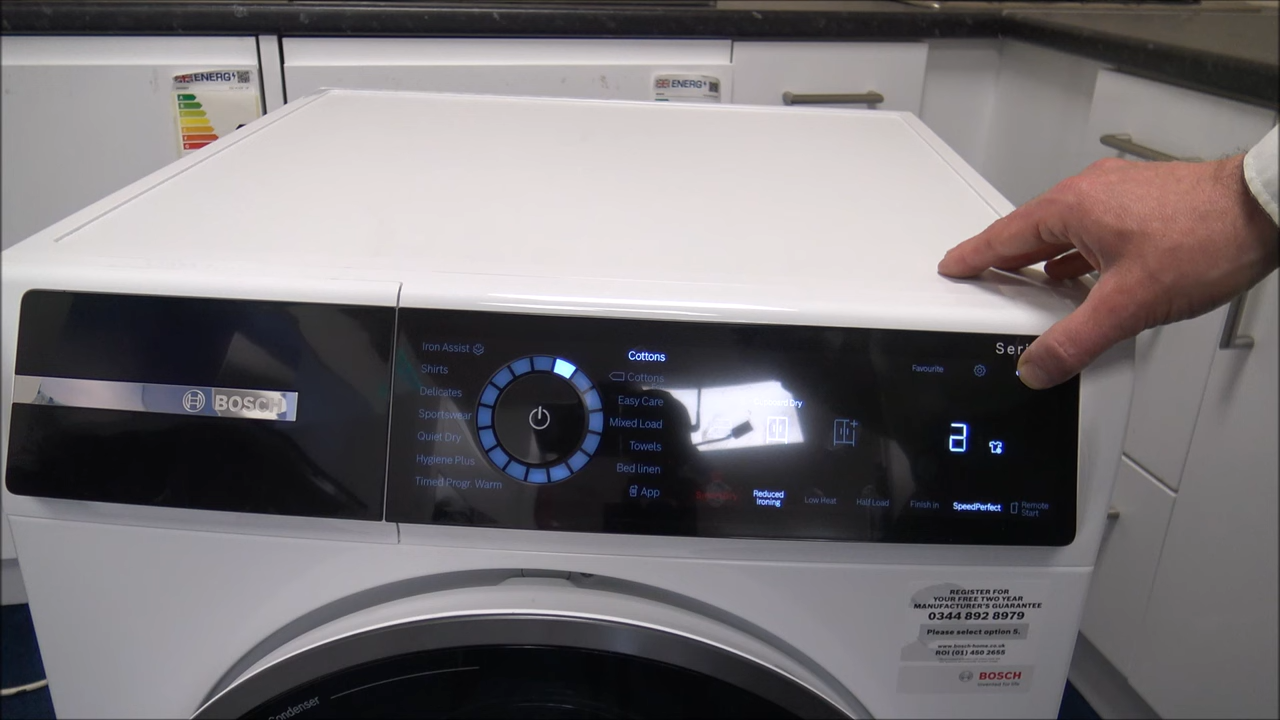 ENERG
ENERG
BOSCH
Iron Assist
Shirts
Delicates
Sportswear
Quiet Dry
Hygiene Plus
Timed Progr. Warm
Cottons
Cottons
Easy Care
Mixed Load
Towels
Bed linen
App
Dry
Reduced
Ironing
Low Heat
Half Load
Favourite
Finish in
SpeedPerfect
Remote
Start
REGISTER FOR
YOUR FREE TWO YEAR
MANUFACTURER'S GUARANTEE
0344 892 8979
Please select option 5.
www.bosch-home.co.uk
ROI (01) 450 2655
BOSCH
Invented for life
Condenser